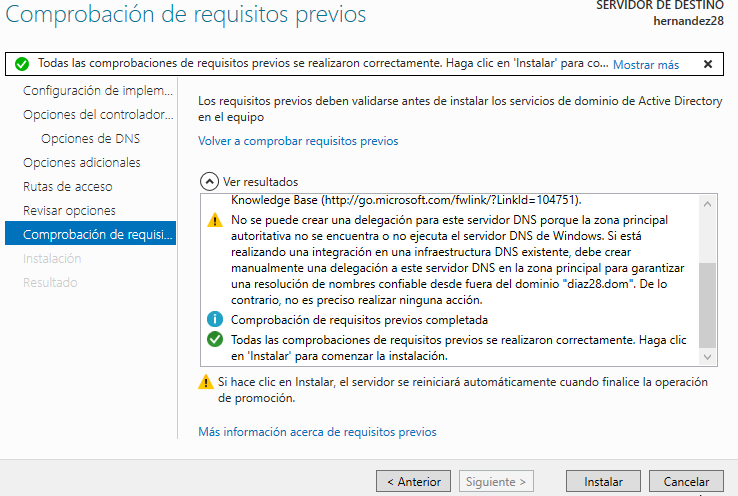 Comprobación de requisitos previos
SERVIDOR DE DESTINO
hernandez28
Todas las comprobaciones de requisitos previos se realizaron correctamente. Haga clic en 'Instalar' para co... Mostrar más
Configuración de implem...
Opciones del controlador...
Opciones de DNS
Opciones adicionales
Rutas de acceso
Revisar opciones
Comprobación de requisi...
Instalación
Resultado
Los requisitos previos deben validarse antes de instalar los servicios de dominio de Active Directory
en el equipo
Volver a comprobar requisitos previos
Ver resultados
Knowledge Base (http://go.microsoft.com/fwlink/?LinkId=104751).
No se puede crear una delegación para este servidor DNS porque la zona principal
autoritativa no se encuentra o no ejecuta el servidor DNS de Windows. Si está
realizando una integración en una infraestructura DNS existente, debe crear
manualmente una delegación a este servidor DNS en la zona principal para garantizar
una resolución de nombres confiable desde fuera del dominio "diaz28.dom". De lo
contrario, no es preciso realizar ninguna acción.
Comprobación de requisitos previos completada
Todas las comprobaciones de requisitos previos se realizaron correctamente. Haga clic
en 'Instalar' para comenzar la instalación.
Si hace clic en Instalar, el servidor se reiniciará automáticamente cuando finalice la operación
de promoción.
Más información acerca de requisitos previos
< Anterior
Siguiente >
Instalar
Cancelar